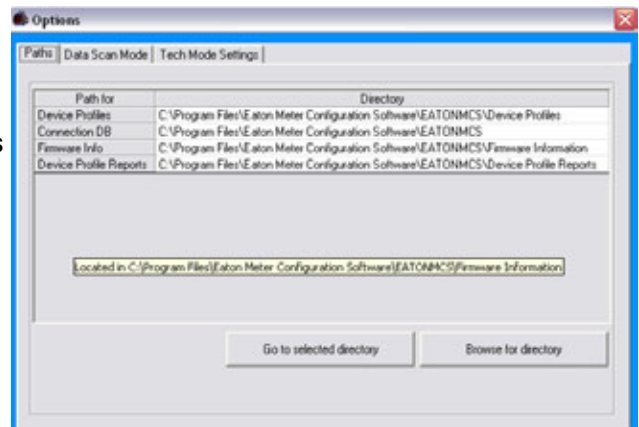 Options
Paths Data Scan Mode Tech Mode Settings
Path for Directory
Device Profiles C:\Program Files\Eaton Meter Configuration Software\EATONMCS\Device Profiles
Connection DB C:\Program Files\Eaton Meter Configuration Software\EATONMCS
Firmware Info C:\Program Files\Eaton Meter Configuration Software\EATONMCS\Firmware Information
Device Profile Reports C:\Program Files\Eaton Meter Configuration Software\EATONMCS\Device Profile Reports
s
Located in C:\Program Files\Eaton Meter Configuration Software\EATONMCS\Firmware Information
Go to selected directory Browse for directory